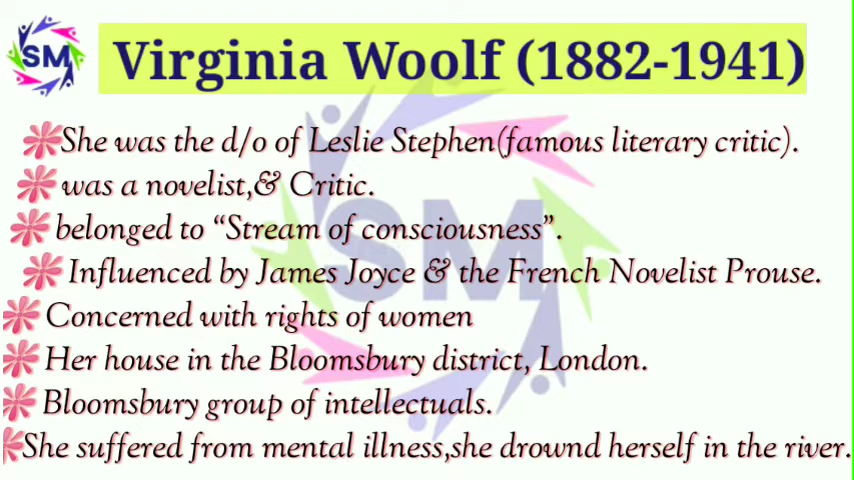 SM
Virginia Woolf (1882-1941)
She was the d/o of Leslie Stephen(famous literary critic).
was a novelist,& Critic.
belonged to “Stream of consciousness”.
Influenced by James Joyce & the French Novelist Prouse.
Concerned with rights of women
Her house in the Bloomsbury district, London.
Bloomsbury group of intellectuals.
She suffered from mental illness,she drownd herself in the river.
SM